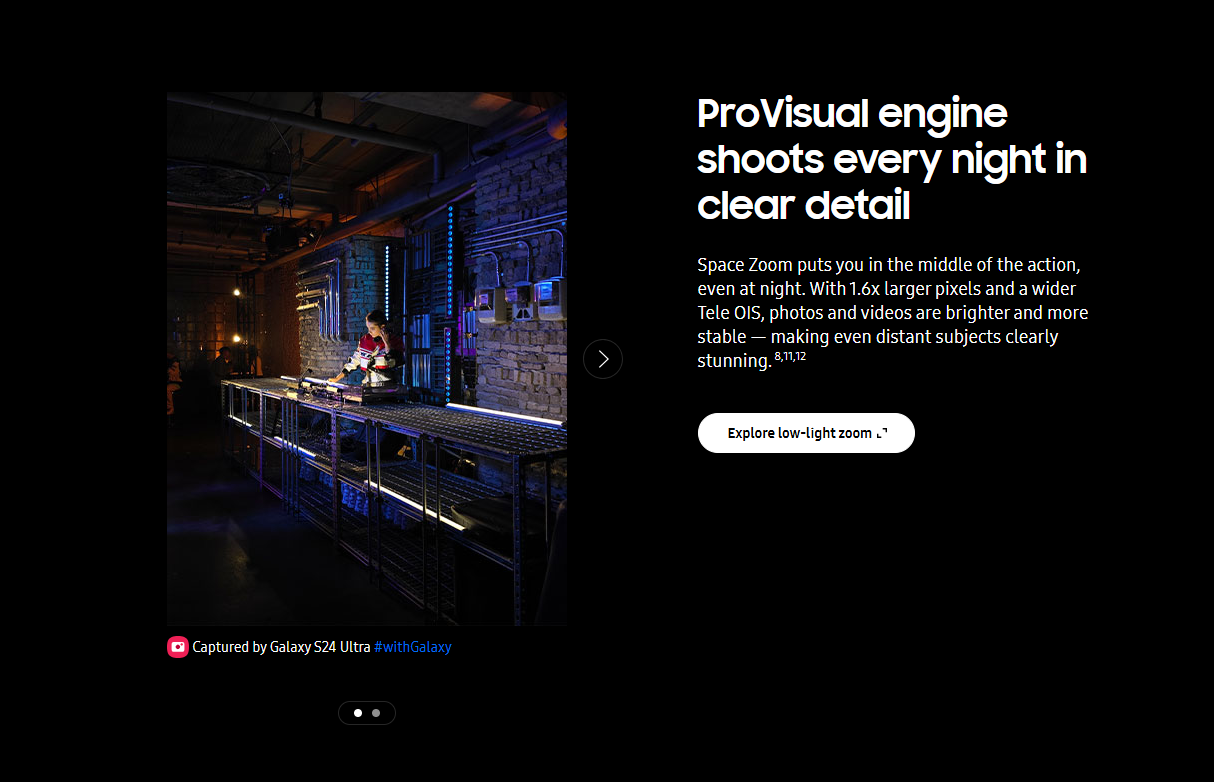 ProVisual engine
shoots every night in
clear detail
Space Zoom puts you in the middle of the action,
even at night. With 1.6x larger pixels and a wider
Tele OIS, photos and videos are brighter and more
stable — making even distant subjects clearly
stunning. 8,11,12
Explore low-light zoom
Captured by Galaxy S24 Ultra #withGalaxy